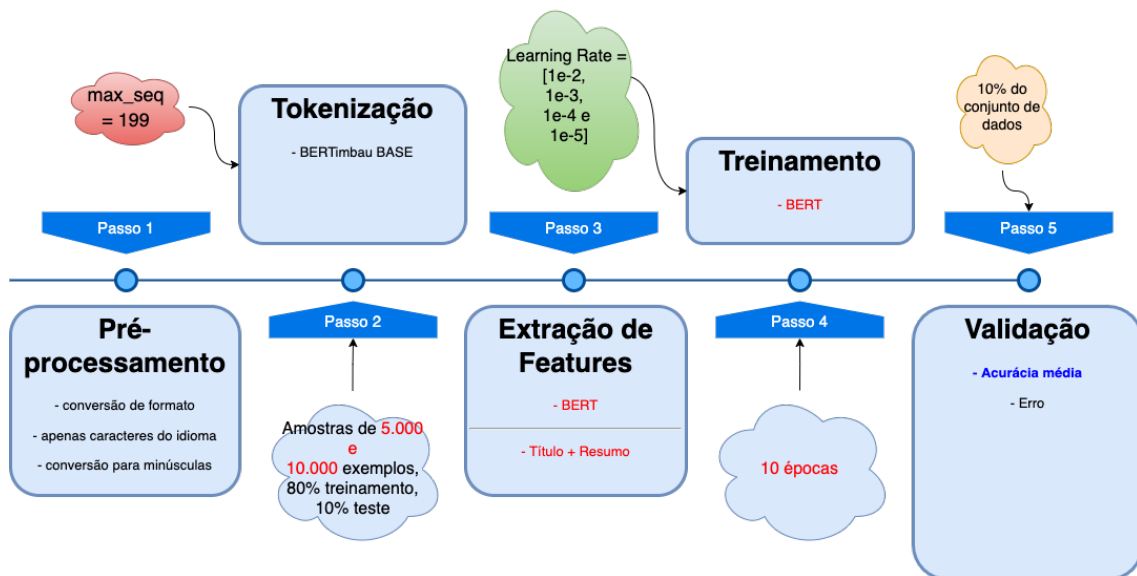 max_seq
= 199
Tokenização
- BERTimbau BASE
Learning Rate =
[1e-2,
1e-3,
1e-4 e
1e-5]
Treinamento
- BERT
10% do
conjunto de
dados
Passo 1
Passo 3
Passo 5
Pré-
processamento
- conversão de formato
- apenas caracteres do idioma
- conversão para minúsculas
Passo 2
Amostras de 5.000
e
10.000 exemplos,
80% treinamento,
10% teste
Extração de
Features
- BERT
- Título + Resumo
Passo 4
10 épocas
Validação
- Acurácia média
- Erro